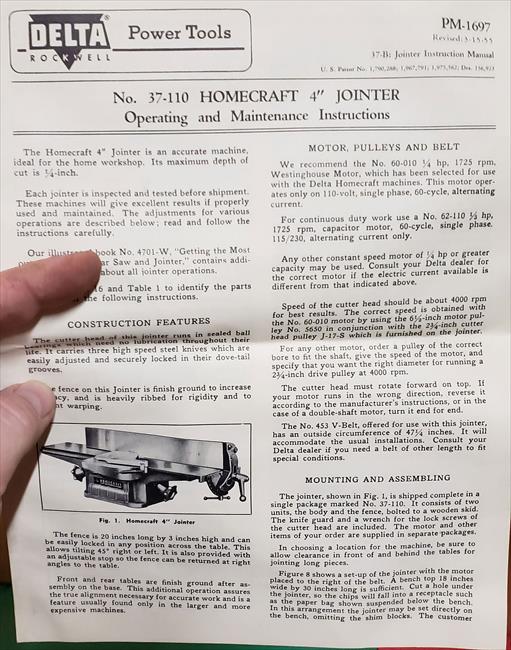 DELTA
ROCKWELL
Power Tools
PM-1697
Revised 3-15-55
37-B: Jointer Instruction Manual
U. S. Patent No. 1,790,288; 1,967,791; 1,975,562; Des. 156,923
No. 37-110 HOMECRAFT 4" JOINTER
Operating and Maintenance Instructions
The Homecraft 4" Jointer is an accurate machine,
ideal for the home workshop. Its maximum depth of
cut is ¼-inch.
Each jointer is inspected and tested before shipment.
These machines will give excellent results if properly
used and maintained. The adjustments for various
operations are described below; read and follow the
instructions carefully.
Our book No. 4701-W, "Getting the Most
Saw and Jointer," contains addi-
about all jointer operations.
16 and Table 1 to identify the parts
the following instructions.
CONSTRUCTION FEATURES
The cutter head of this jointer runs in sealed ball
bearings which need no lubrication throughout their
life. It carries three high speed steel knives which are
easily adjusted and securely locked in their dove-tail
grooves.
fence on this Jointer is finish ground to increase
and is heavily ribbed for rigidity and to
warping.
Fig. 1. Homecraft 4" Jointer
The fence is 20 inches long by 3 inches high and can
be easily locked in any position across the table. This
allows tilting 45° right or left. It is also provided with
an adjustable stop so the fence can be returned at right
angles to the table.
Front and rear tables are finish ground after as-
sembly on the base. This additional operation assures
the true alignment necessary for accurate work and is a
feature usually found only in the larger and more
expensive machines.
MOTOR, PULLEYS AND BELT
We recommend the No. 60-010 ¼ hp, 1725 rpm,
Westinghouse Motor, which has been selected for use
with the Delta Homecraft machines. This motor oper-
ates only on 110-volt, single phase, 60-cycle, alternating
current.
For continuous duty work use a No. 62-110 ⅓ hp,
1725 rpm, capacitor motor, 60-cycle, single phase,
115/230, alternating current only.
Any other constant speed motor of ¼ hp or greater
capacity may be used. Consult your Delta dealer for
the correct motor if the electric current available is
different from that indicated above.
Speed of the cutter head should be about 4000 rpm
for best results. The correct speed is obtained with
the No. 60-010 motor by using the 6¼-inch motor pul-
ley No. 5650 in conjunction with the 2¾-inch cutter
head pulley J-17-S which is furnished on the jointer.
For any other motor, order a pulley of the correct
bore to fit the shaft, give the speed of the motor, and
specify that you want the right diameter for running a
2¾-inch drive pulley at 4000 rpm.
The cutter head must rotate forward on top. If
your motor runs in the wrong direction, reverse it
according to the manufacturer's instructions, or in the
case of a double-shaft motor, turn it end for end.
The No. 453 V-Belt, offered for use with this jointer,
has an outside circumference of 47¼ inches. It will
accommodate the usual installations. Consult your
Delta dealer if you need a belt of other length to fit
special conditions.
MOUNTING AND ASSEMBLING
The jointer, shown in Fig. 1, is shipped complete in a
single package marked No. 37-110. It consists of two
units, the body and the fence, bolted to a wooden skid.
The knife guard and a wrench for the lock screws of
the cutter head are included. The motor and other
items of your order are supplied in separate packages.
In choosing a location for the machine, be sure to
allow clearance in front of and behind the tables for
jointing long pieces.
Figure 8 shows a set-up of the jointer with the motor
placed to the right of the belt. A bench top 18 inches
wide by 30 inches long is sufficient. Cut a hole under
the jointer, so the chips will fall into a receptacle such
as the paper bag shown suspended below the bench.
In this arrangement the jointer may be set directly on
the bench, omitting the shim blocks. The customer